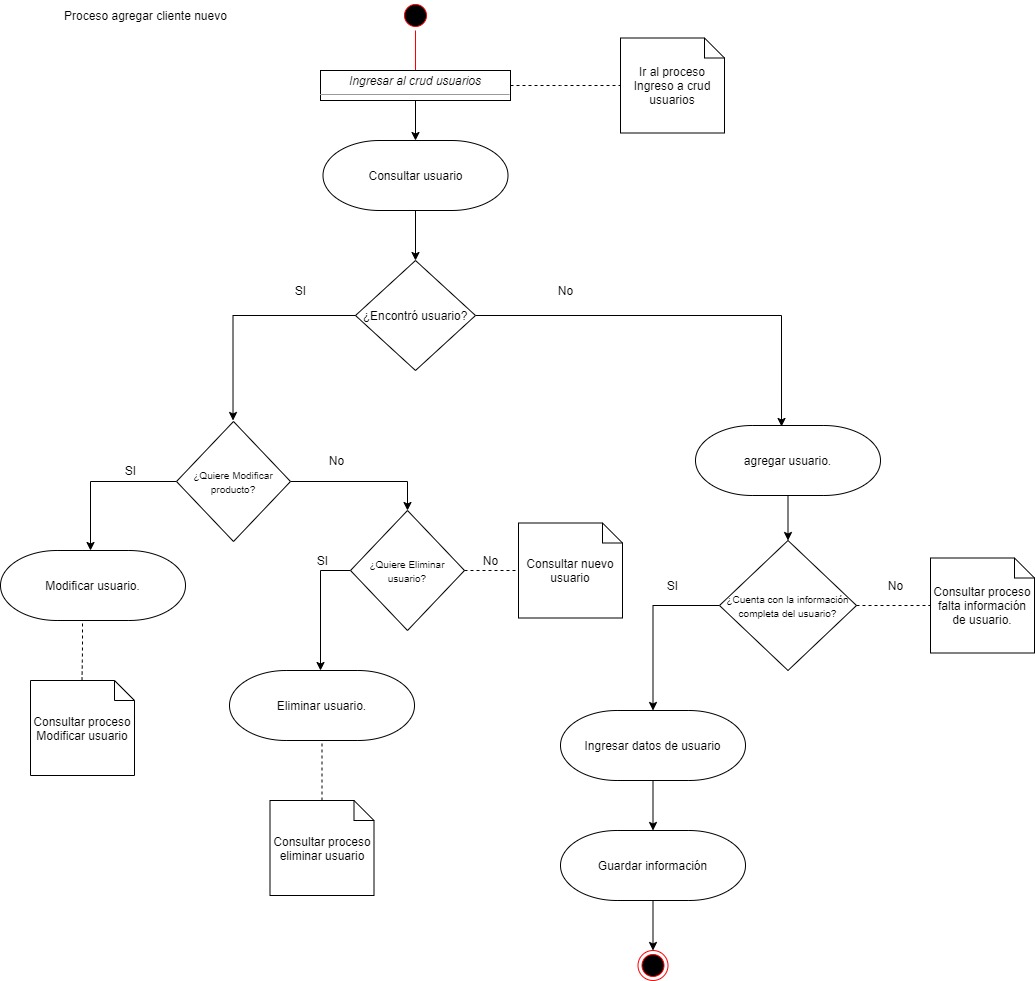 Proceso agregar cliente nuevo
Ingresar al crud usuarios
Ir al proceso
Ingreso a crud
usuarios
Consultar usuario
SI
No
¿Encontró usuario?
SI
¿Quiere Modificar
producto?
No
agregar usuario.
Modificar usuario.
SI
¿Quiere Eliminar
usuario?
No
Consultar nuevo
usuario
SI
¿Cuenta con la información
completa del usuario?
No
Consultar proceso
falta información
de usuario.
Consultar proceso
Modificar usuario
Eliminar usuario.
Ingresar datos de usuario
Consultar proceso
eliminar usuario
Guardar información